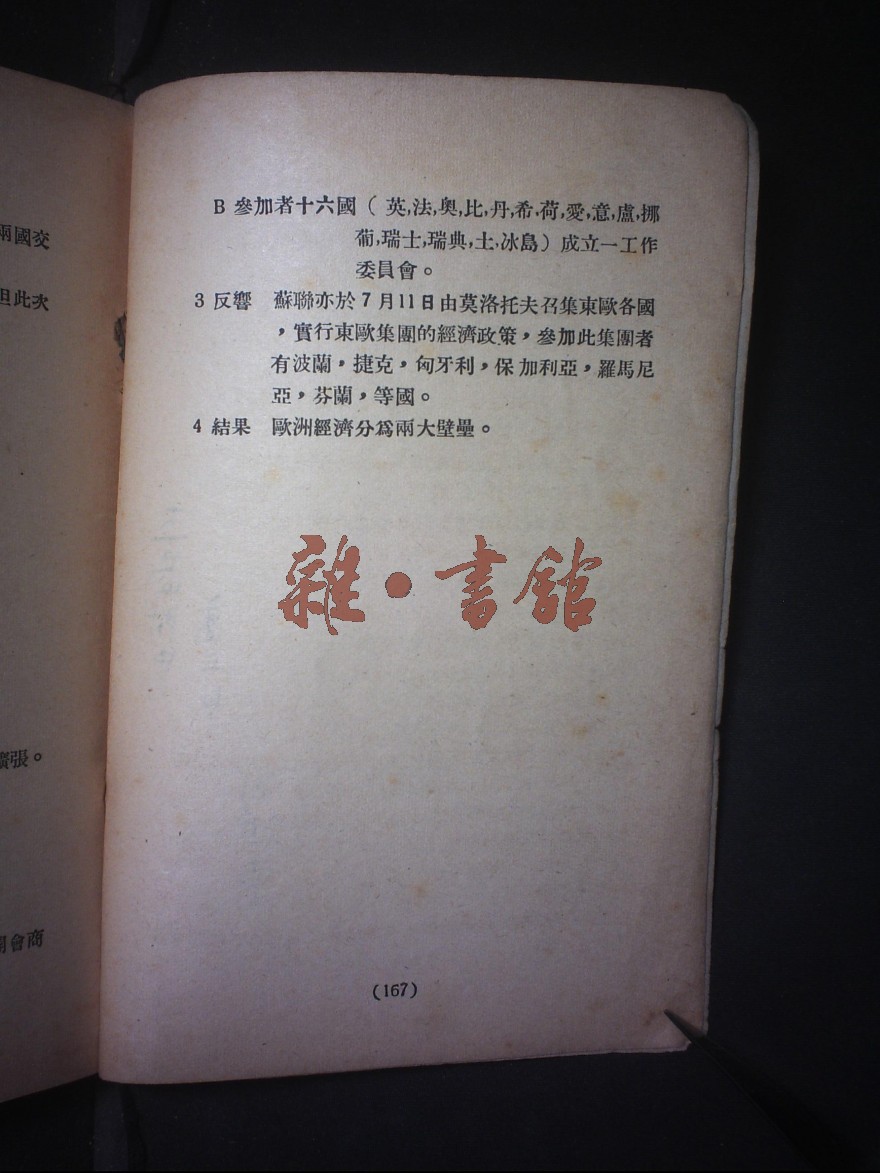 兩國交
但此次
張。
會商
B 參加者十六國（英,法,奧,比,丹,希,荷,愛,意,盧,挪
葡,瑞士,瑞典,土,冰島）成立一工作
委員會。
3 反響 蘇聯亦於7月11日由莫洛托夫召集東歐各國
，實行東歐集團的經濟政策，參加此集團者
有波蘭，捷克，匈牙利，保加利亞，羅馬尼
亞，芬蘭，等國。
4 結果 歐洲經濟分爲兩大壁壘。
雜·書館
(167)